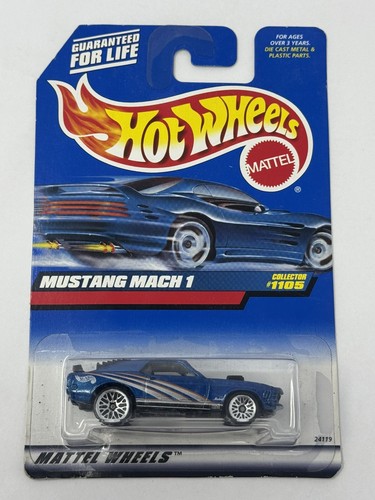 GUARANTEED
FOR LIFE
FOR AGES
OVER 3 YEARS.
DIE CAST METAL &
PLASTIC PARTS.
Hot Wheels
MATTEL
®
MUSTANG MACH 1
COLLECTOR
#1105
24119
MATTEL WHEELS™